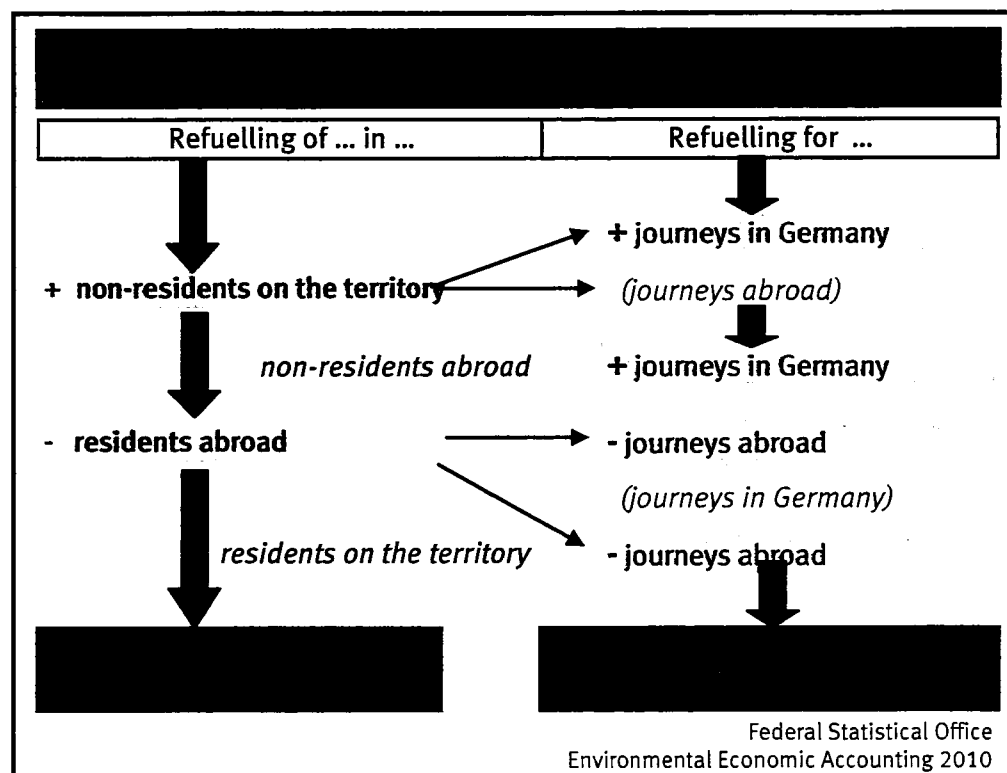 Refuelling of ... in ...
Refuelling for ...
+ journeys in Germany
+ non-residents on the territory
(journeys abroad)
non-residents abroad
+ journeys in Germany
- residents abroad
- journeys abroad
(journeys in Germany)
residents on the territory
- journeys abroad
Federal Statistical Office
Environmental Economic Accounting 2010